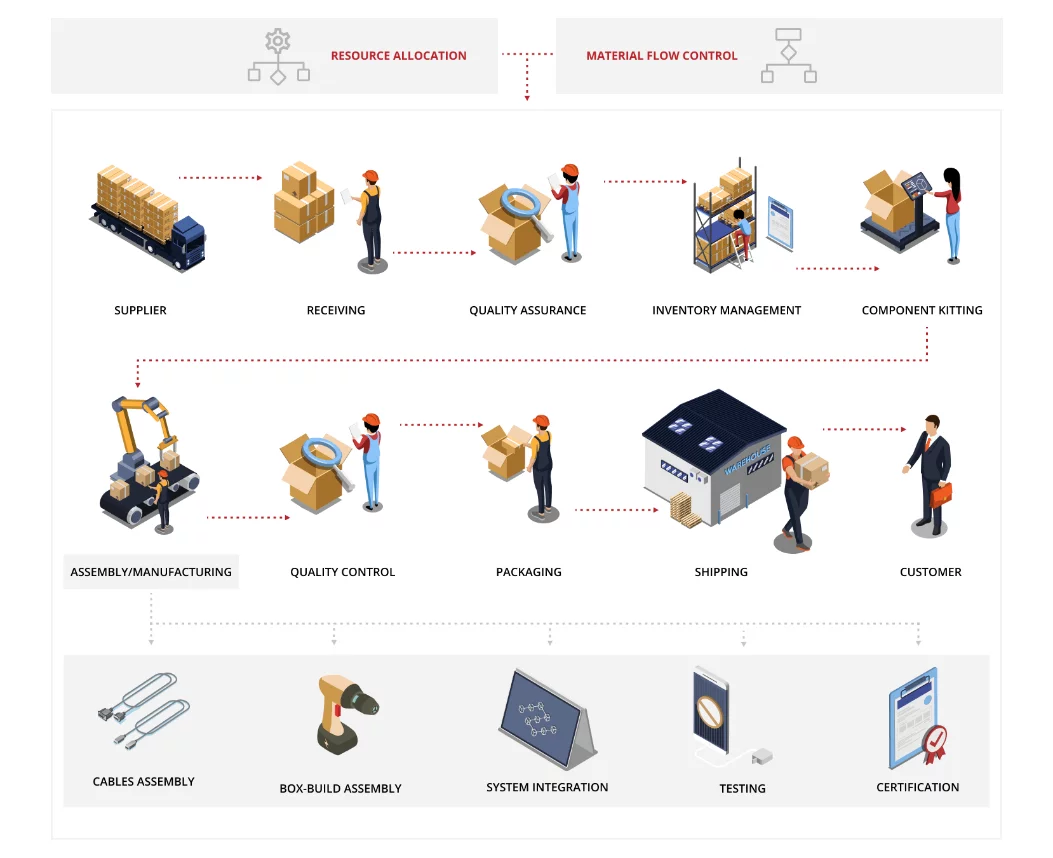 RESOURCE ALLOCATION
MATERIAL FLOW CONTROL
SUPPLIER
RECEIVING
QUALITY ASSURANCE
INVENTORY MANAGEMENT
COMPONENT KITTING
WAREHOUSE
ASSEMBLY/MANUFACTURING
QUALITY CONTROL
PACKAGING
SHIPPING
CUSTOMER
CABLES ASSEMBLY
BOX-BUILD ASSEMBLY
SYSTEM INTEGRATION
TESTING
CERTIFICATION